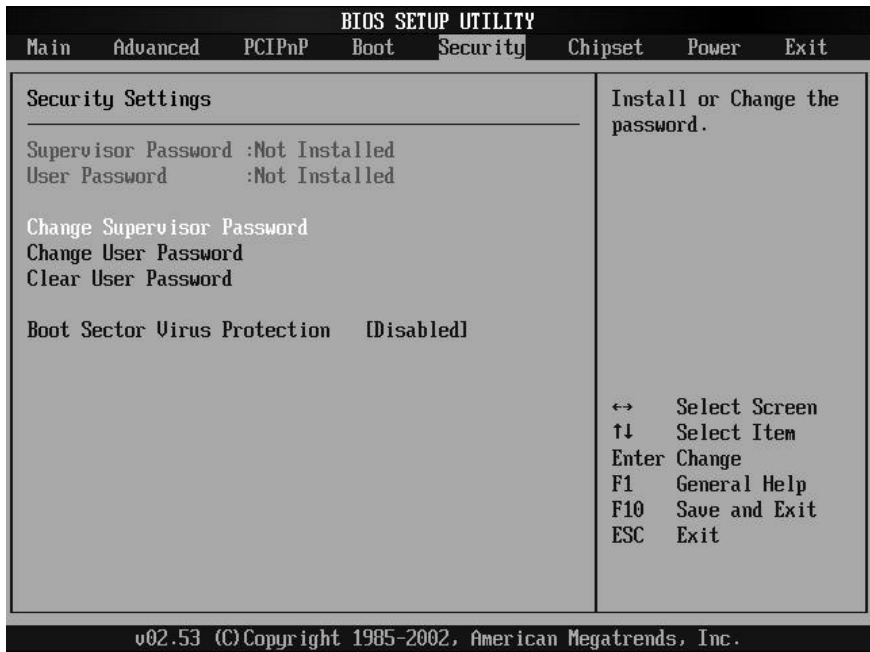 BIOS SETUP UTILITY
Main Advanced PCIPnP Boot Security Chipset Power Exit
Security Settings
Supervisor Password :Not Installed
User Password :Not Installed
Change Supervisor Password
Change User Password
Clear User Password
Boot Sector Virus Protection [Disabled]
Install or Change the
password.
↔ Select Screen
↑↓ Select Item
Enter Change
F1 General Help
F10 Save and Exit
ESC Exit
v02.53 (C)Copyright 1985-2002, American Megatrends, Inc.